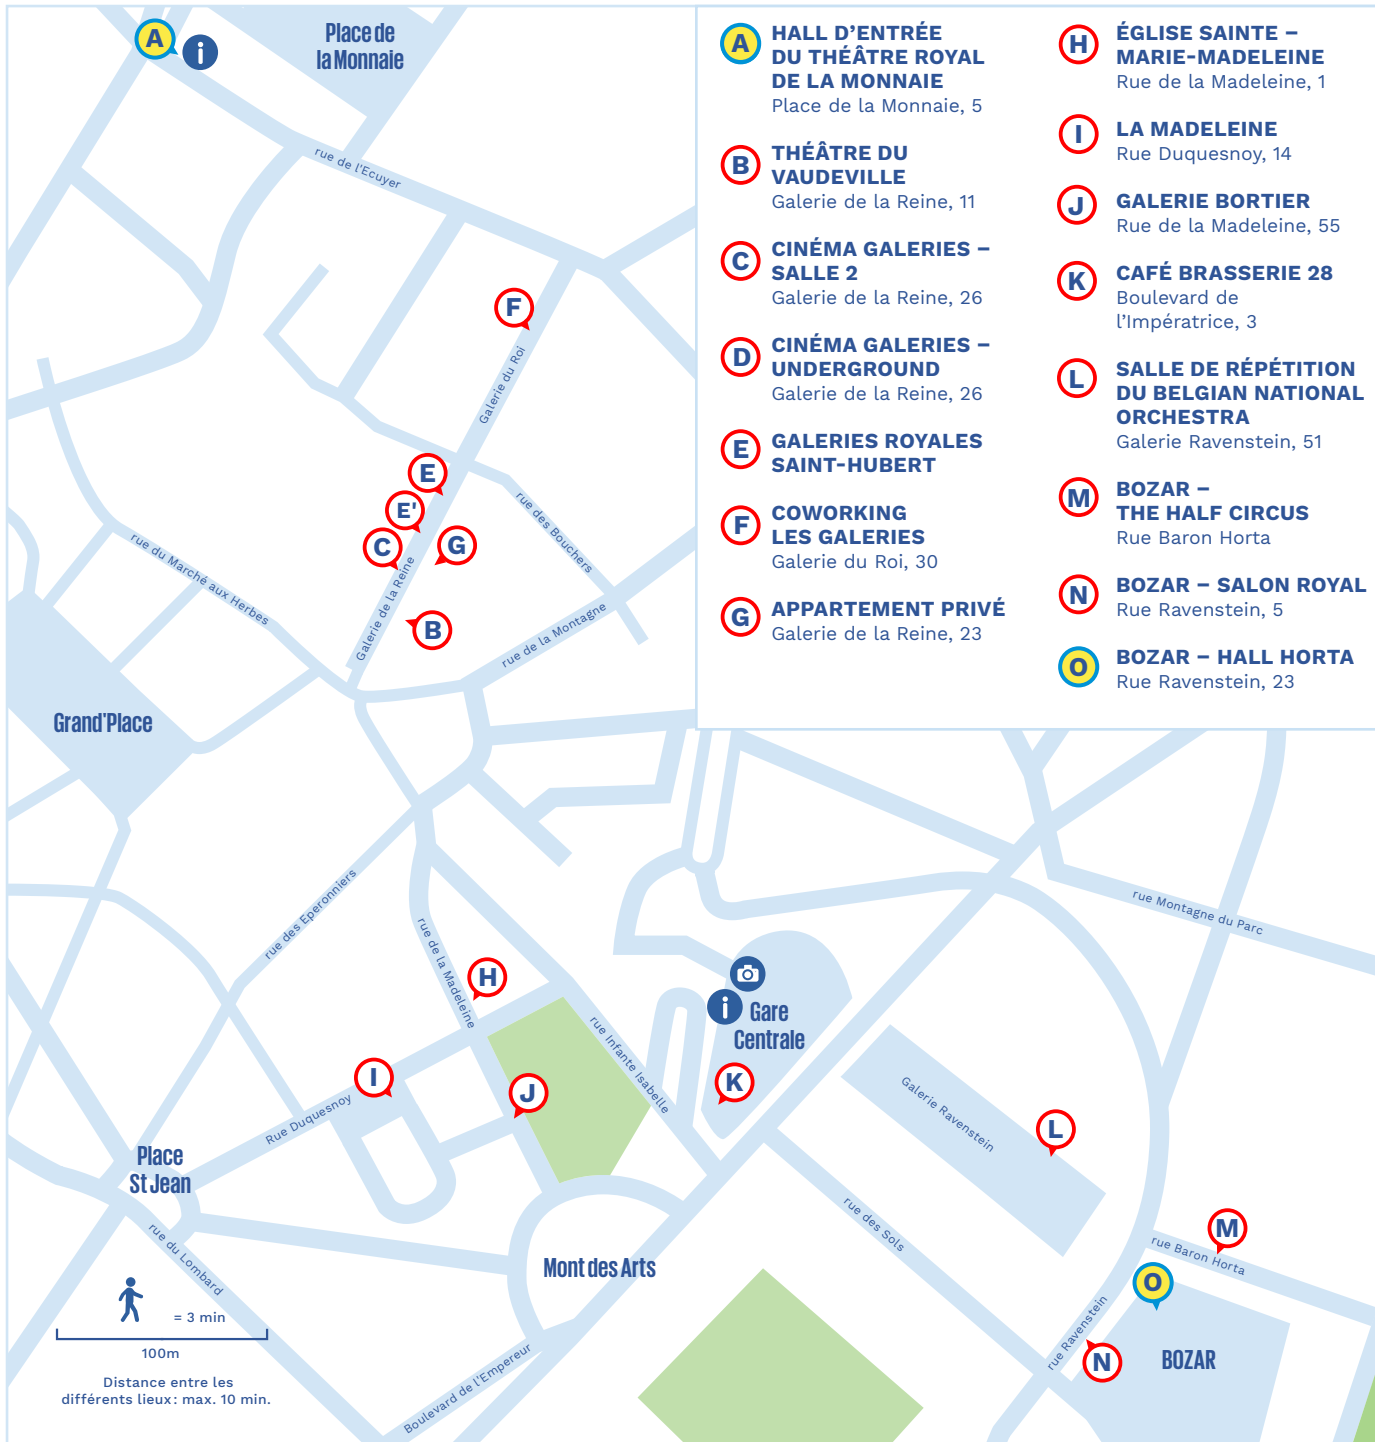 A
i
Place de
la Monnaie
rue de l'Ecuyer
F
Galerie du Roi
E
E'
C
G
B
Galerie de la Reine
rue des Bouchers
rue du Marché aux Herbes
rue de la Montagne
Grand'Place
rue des Eperonniers
rue de la Madeleine
H
I
J
Rue Duquesnoy
rue Infante Isabelle
i
Gare
Centrale
K
rue Montagne du Parc
Galerie Ravenstein
L
Place
St Jean
rue du Lombard
Mont des Arts
rue des Sols
M
rue Baron Horta
O
rue Ravenstein
N
BOZAR
Boulevard de l'Empereur
= 3 min
100m
Distance entre les
différents lieux : max. 10 min.
A
HALL D'ENTRÉE
DU THÉÂTRE ROYAL
DE LA MONNAIE
Place de la Monnaie, 5
B
THÉÂTRE DU
VAUDEVILLE
Galerie de la Reine, 11
C
CINÉMA GALERIES –
SALLE 2
Galerie de la Reine, 26
D
CINÉMA GALERIES –
UNDERGROUND
Galerie de la Reine, 26
E
GALERIES ROYALES
SAINT-HUBERT
F
COWORKING
LES GALERIES
Galerie du Roi, 30
G
APPARTEMENT PRIVÉ
Galerie de la Reine, 23
H
ÉGLISE SAINTE –
MARIE-MADELEINE
Rue de la Madeleine, 1
I
LA MADELEINE
Rue Duquesnoy, 14
J
GALERIE BORTIER
Rue de la Madeleine, 55
K
CAFÉ BRASSERIE 28
Boulevard de
l'Impératrice, 3
L
SALLE DE RÉPÉTITION
DU BELGIAN NATIONAL
ORCHESTRA
Galerie Ravenstein, 51
M
BOZAR –
THE HALF CIRCUS
Rue Baron Horta
N
BOZAR – SALON ROYAL
Rue Ravenstein, 5
O
BOZAR – HALL HORTA
Rue Ravenstein, 23